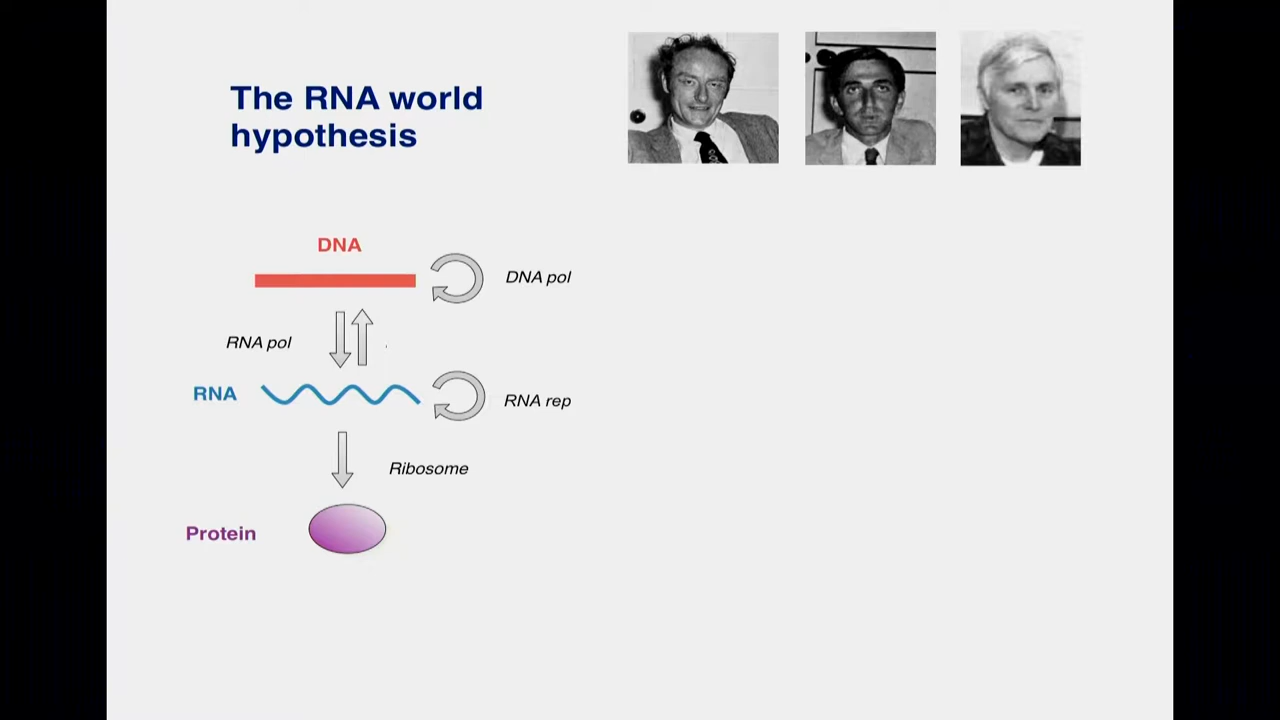 The RNA world
hypothesis
DNA
DNA pol
RNA pol
RNA
RNA rep
Ribosome
Protein